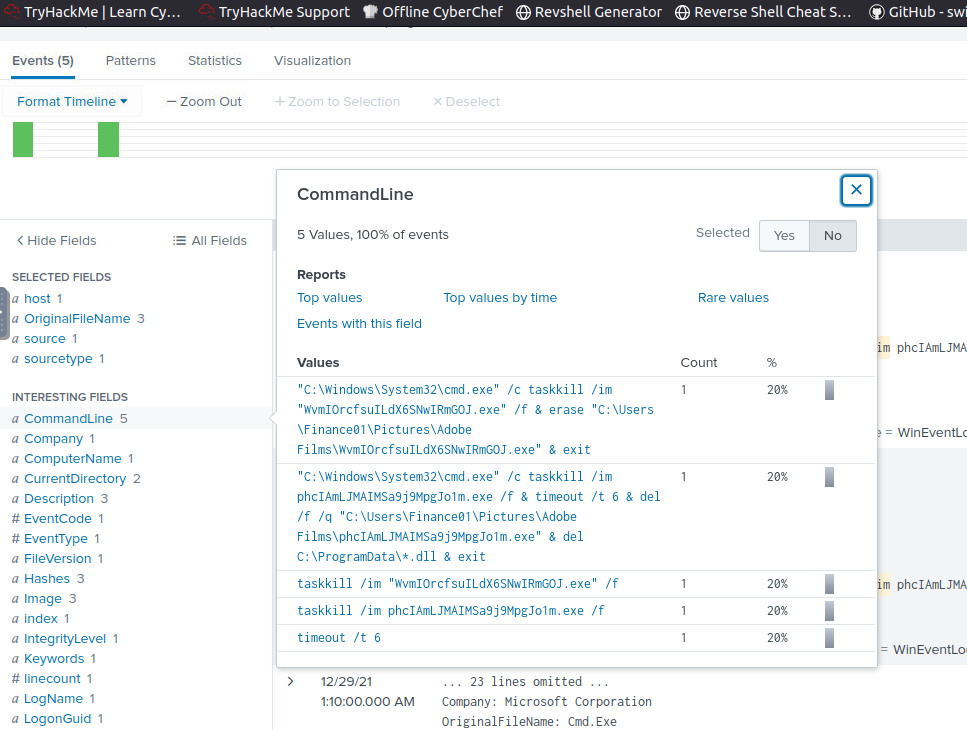 TryHackMe | Learn Cy... TryHackMe Support Offline CyberChef Revshell Generator Reverse Shell Cheat S... GitHub - swi
Events (5) Patterns Statistics Visualization
Format Timeline — Zoom Out + Zoom to Selection × Deselect
CommandLine
5 Values, 100% of events Selected Yes No
Reports
Top values Top values by time Rare values
Events with this field
Values Count %
"C:\Windows\System32\cmd.exe" /c taskkill /im 1 20%
"WvmIOrcfsuILdX6SNwIRmGOJ.exe" /f & erase "C:\Users
\Finance01\Pictures\Adobe
Films\WvmIOrcfsuILdX6SNwIRmGOJ.exe" & exit
"C:\Windows\System32\cmd.exe" /c taskkill /im 1 20%
phcIAmLJMAIMSa9j9MpgJo1m.exe /f & timeout /t 6 & del
/f /q "C:\Users\Finance01\Pictures\Adobe
Films\phcIAmLJMAIMSa9j9MpgJo1m.exe" & del
C:\ProgramData\*.dll & exit
taskkill /im "WvmIOrcfsuILdX6SNwIRmGOJ.exe" /f 1 20%
taskkill /im phcIAmLJMAIMSa9j9MpgJo1m.exe /f 1 20%
timeout /t 6 1 20%
Hide Fields All Fields
SELECTED FIELDS
a host 1
a OriginalFileName 3
a source 1
a sourcetype 1
INTERESTING FIELDS
a CommandLine 5
a Company 1
a ComputerName 1
a CurrentDirectory 2
a Description 3
# EventCode 1
# EventType 1
a FileVersion 1
a Hashes 3
a Image 3
a index 1
a IntegrityLevel 1
a Keywords 1
# linecount 1
a LogName 1
a LogonGuid 1
im phcIAmLJMA
e = WinEventLo
im phcIAmLJMA
= WinEventLo
12/29/21 ... 23 lines omitted ...
1:10:00.000 AM Company: Microsoft Corporation
OriginalFileName: Cmd.Exe